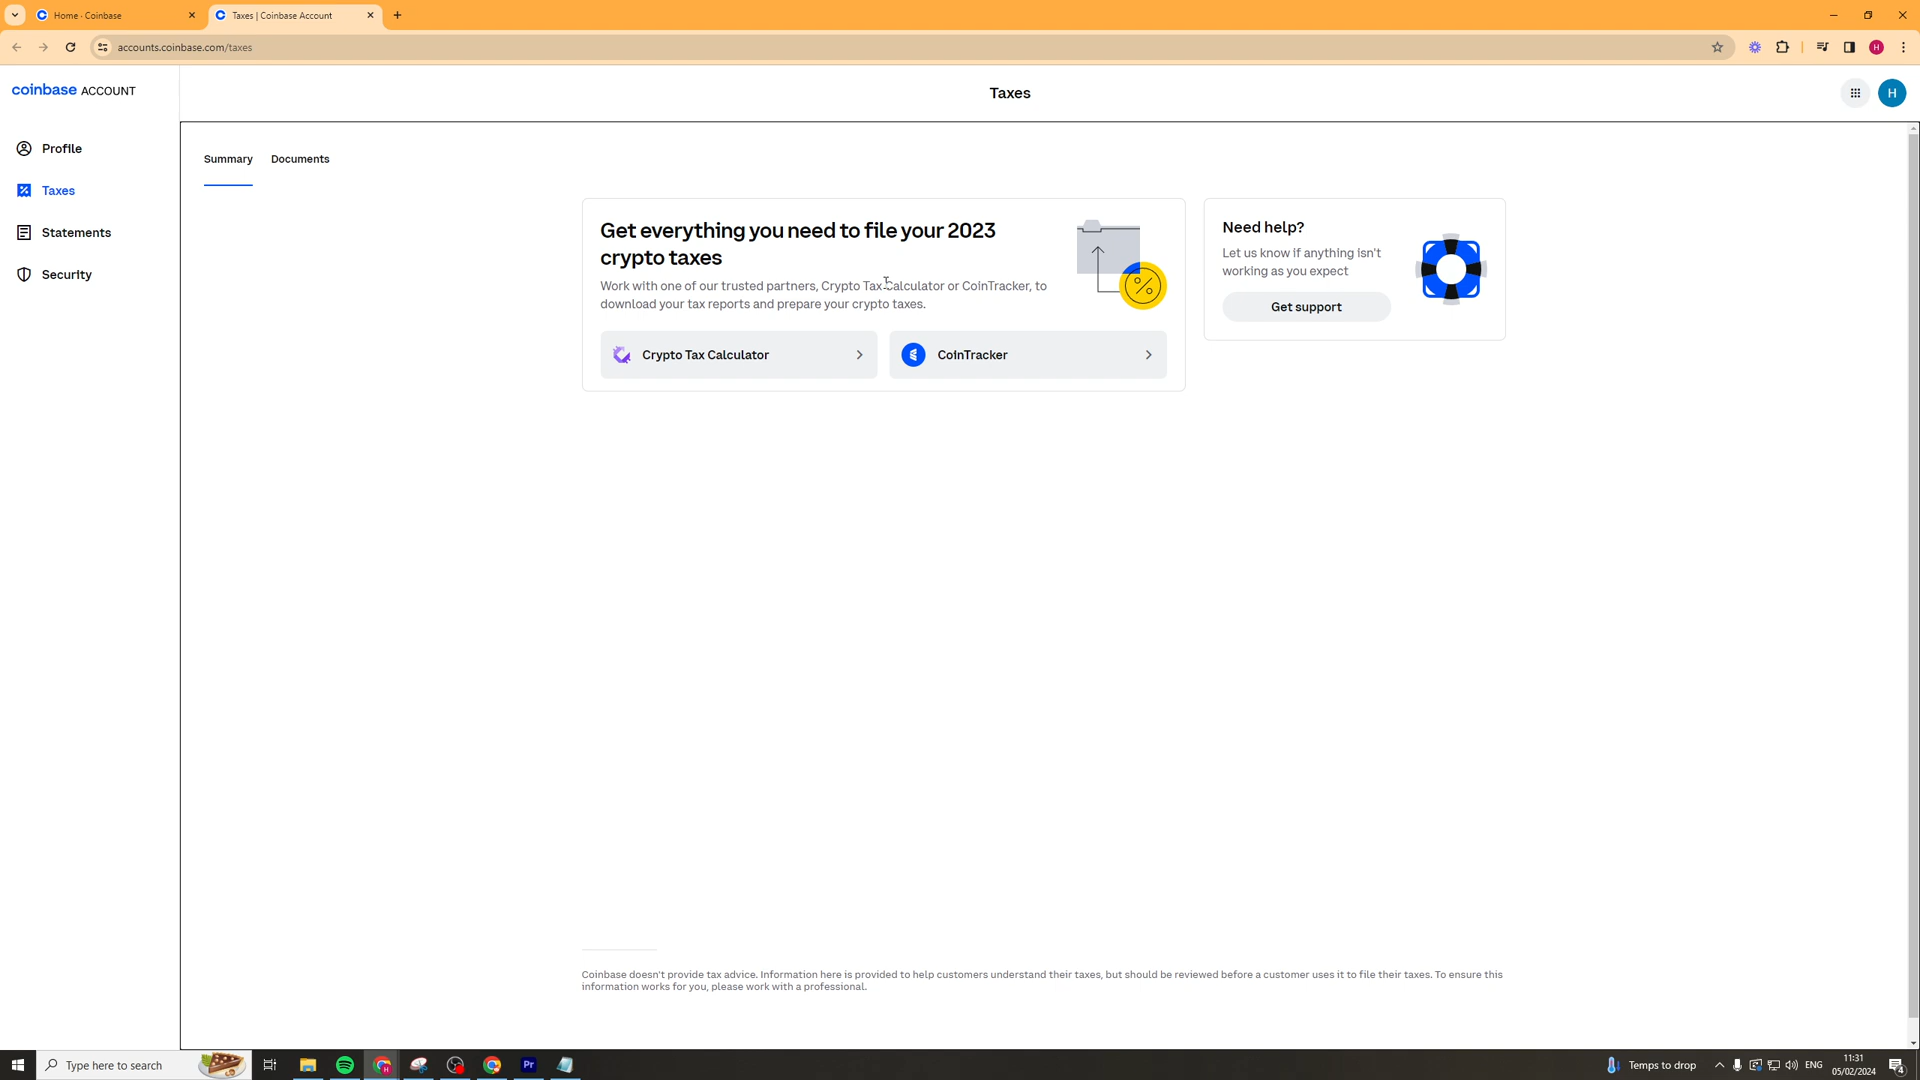 Home - Coinbase
Taxes | Coinbase Account
accounts.coinbase.com/taxes
H
coinbase ACCOUNT
Taxes
H
Profile
Taxes
Statements
Security
Summary
Documents
Get everything you need to file your 2023
crypto taxes
Work with one of our trusted partners, Crypto Tax Calculator or CoinTracker, to
download your tax reports and prepare your crypto taxes.
Crypto Tax Calculator
CoinTracker
Need help?
Let us know if anything isn't
working as you expect
Get support
Coinbase doesn't provide tax advice. Information here is provided to help customers understand their taxes, but should be reviewed before a customer uses it to file their taxes. To ensure this
information works for you, please work with a professional.
Type here to search
Pr
Temps to drop
ENG
11:31
05/02/2024
4